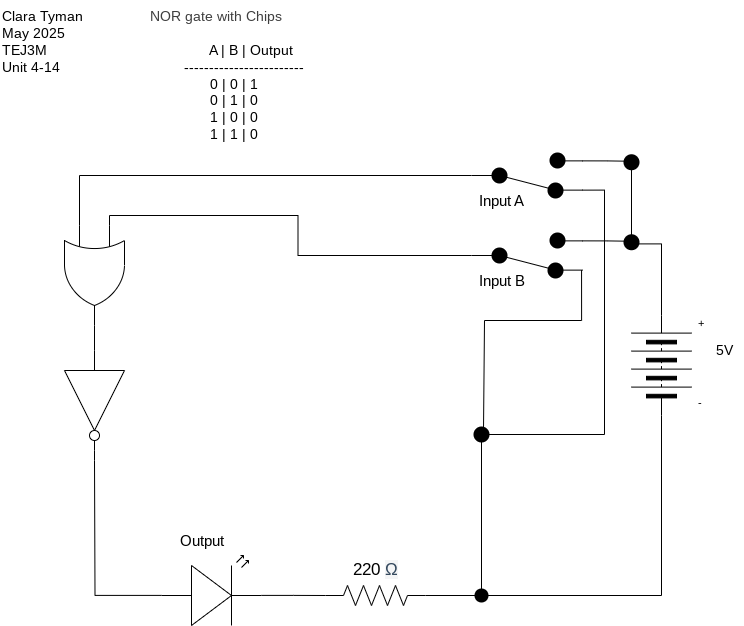 Clara Tyman
May 2025
TEJ3M
Unit 4-14
NOR gate with Chips
A | B | Output
------------------------
0 | 0 | 1
0 | 1 | 0
1 | 0 | 0
1 | 1 | 0
Input A
Input B
+
5V
-
Output
220 Ω